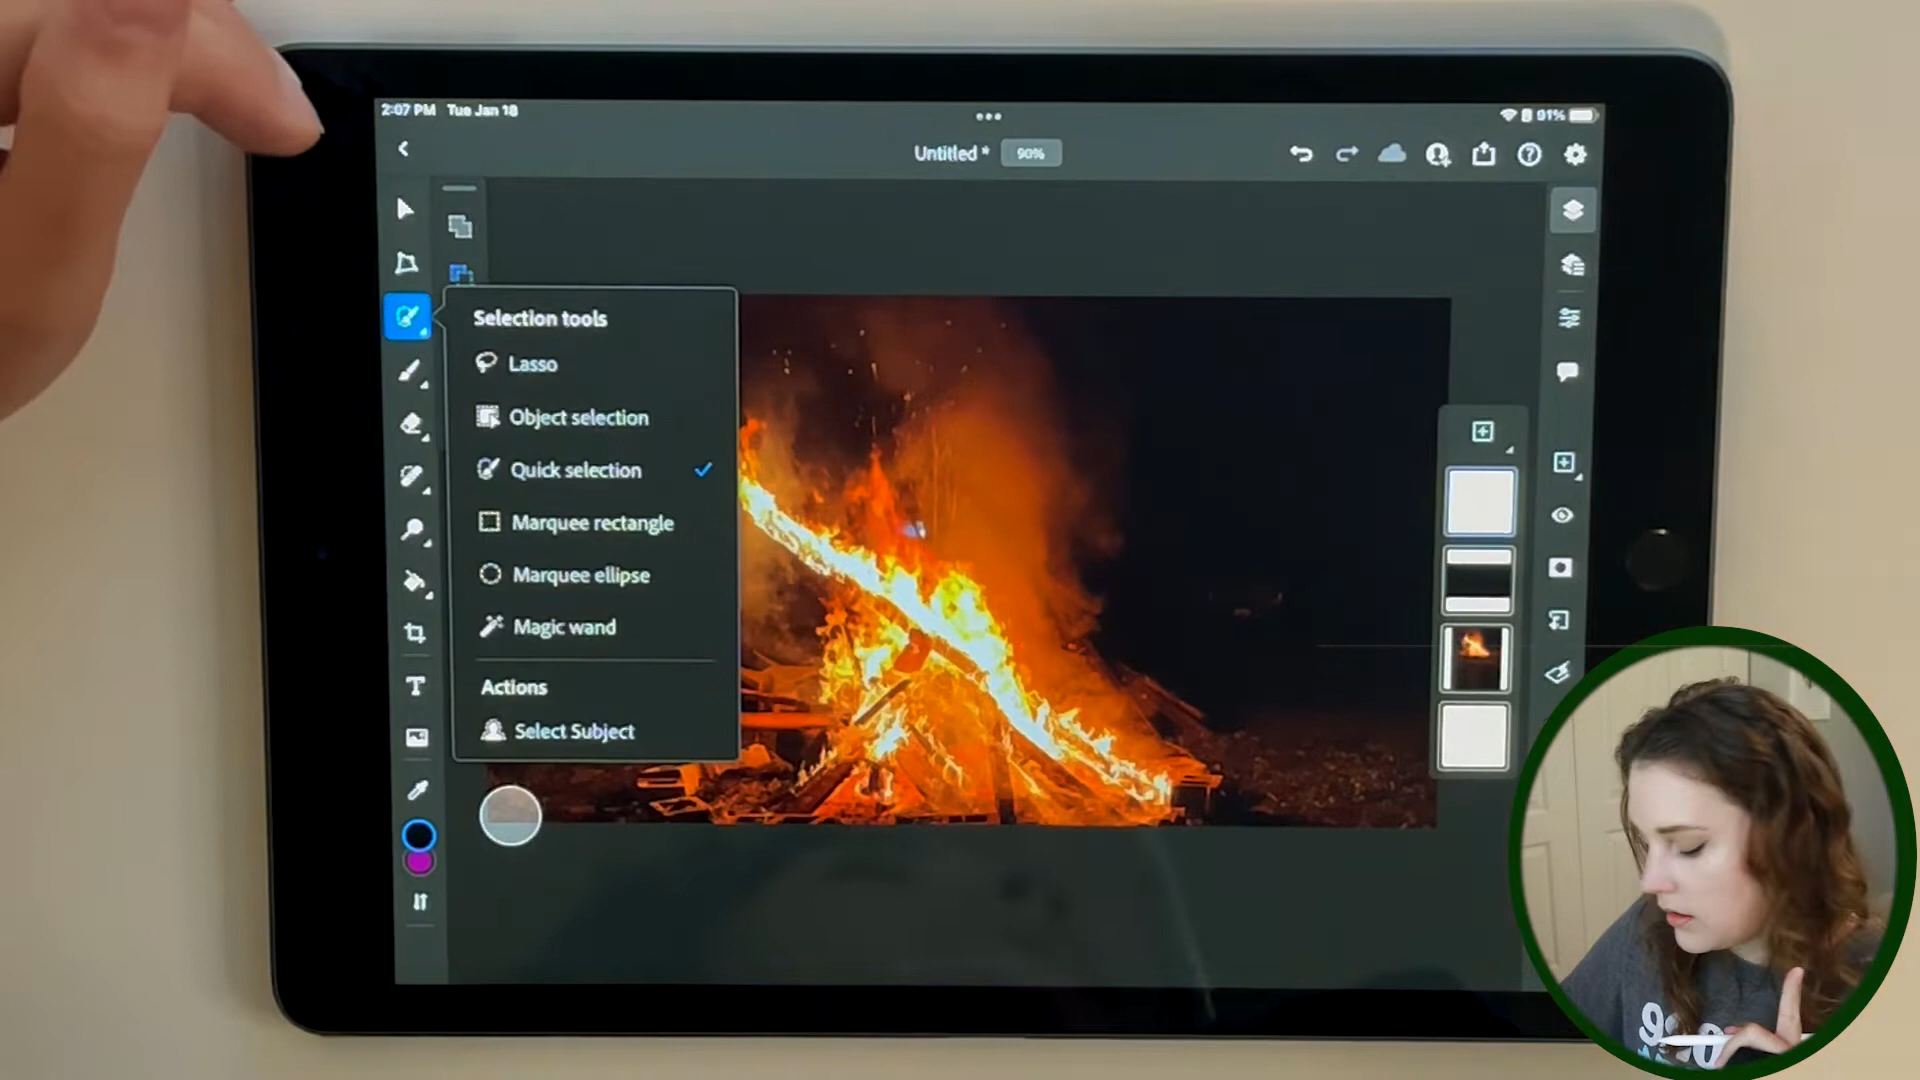 2:07 PM Tue Jan 18
91%
Untitled *
90%
Selection tools
Lasso
Object selection
Quick selection
Marquee rectangle
Marquee ellipse
Magic wand
Actions
Select Subject
T